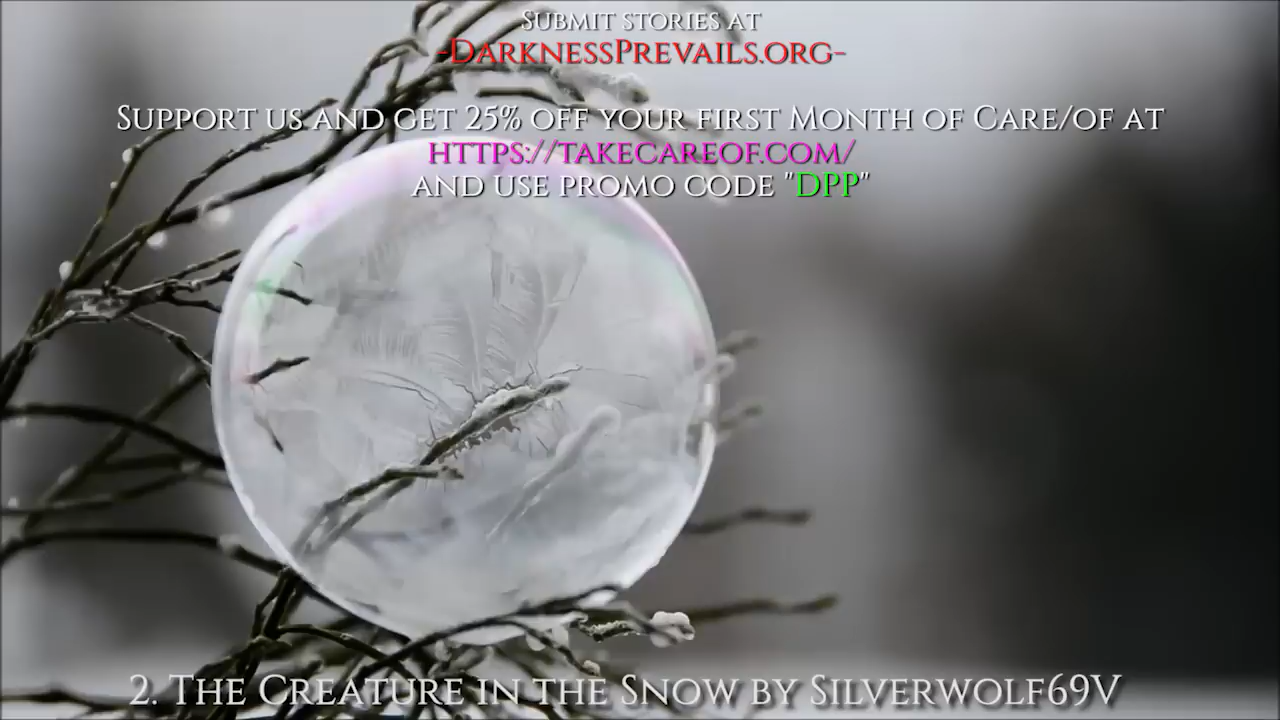 Submit stories at
-DarknessPrevails.org-
Support us and get 25% off your first Month of Care/of at
https://takecareof.com/
and use promo code "DPP"
2. The Creature in the Snow by Silverwolf69V